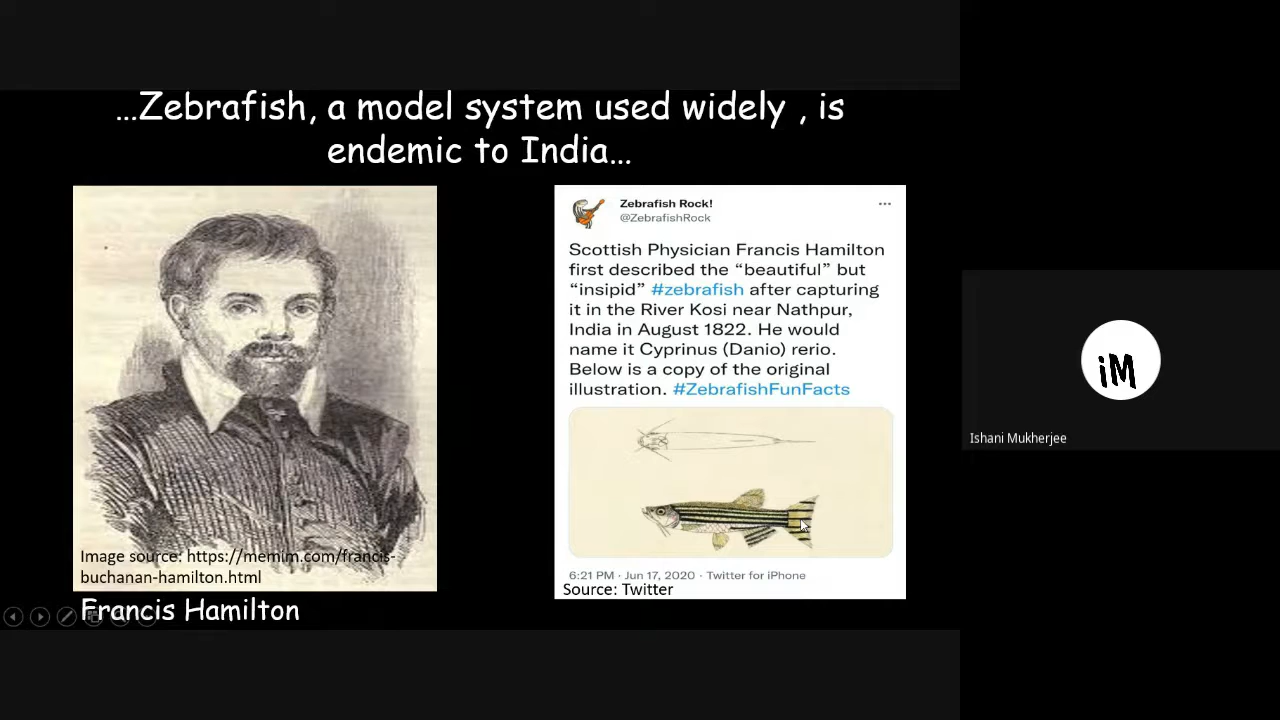 ...Zebrafish, a model system used widely , is
endemic to India...
Image source: https://memim.com/francis-
buchanan-hamilton.html
Francis Hamilton
Zebrafish Rock!
@ZebrafishRock
Scottish Physician Francis Hamilton
first described the “beautiful” but
“insipid” #zebrafish after capturing
it in the River Kosi near Nathpur,
India in August 1822. He would
name it Cyprinus (Danio) rerio.
Below is a copy of the original
illustration. #ZebrafishFunFacts
6:21 PM · Jun 17, 2020 · Twitter for iPhone
Source: Twitter
iM
Ishani Mukherjee